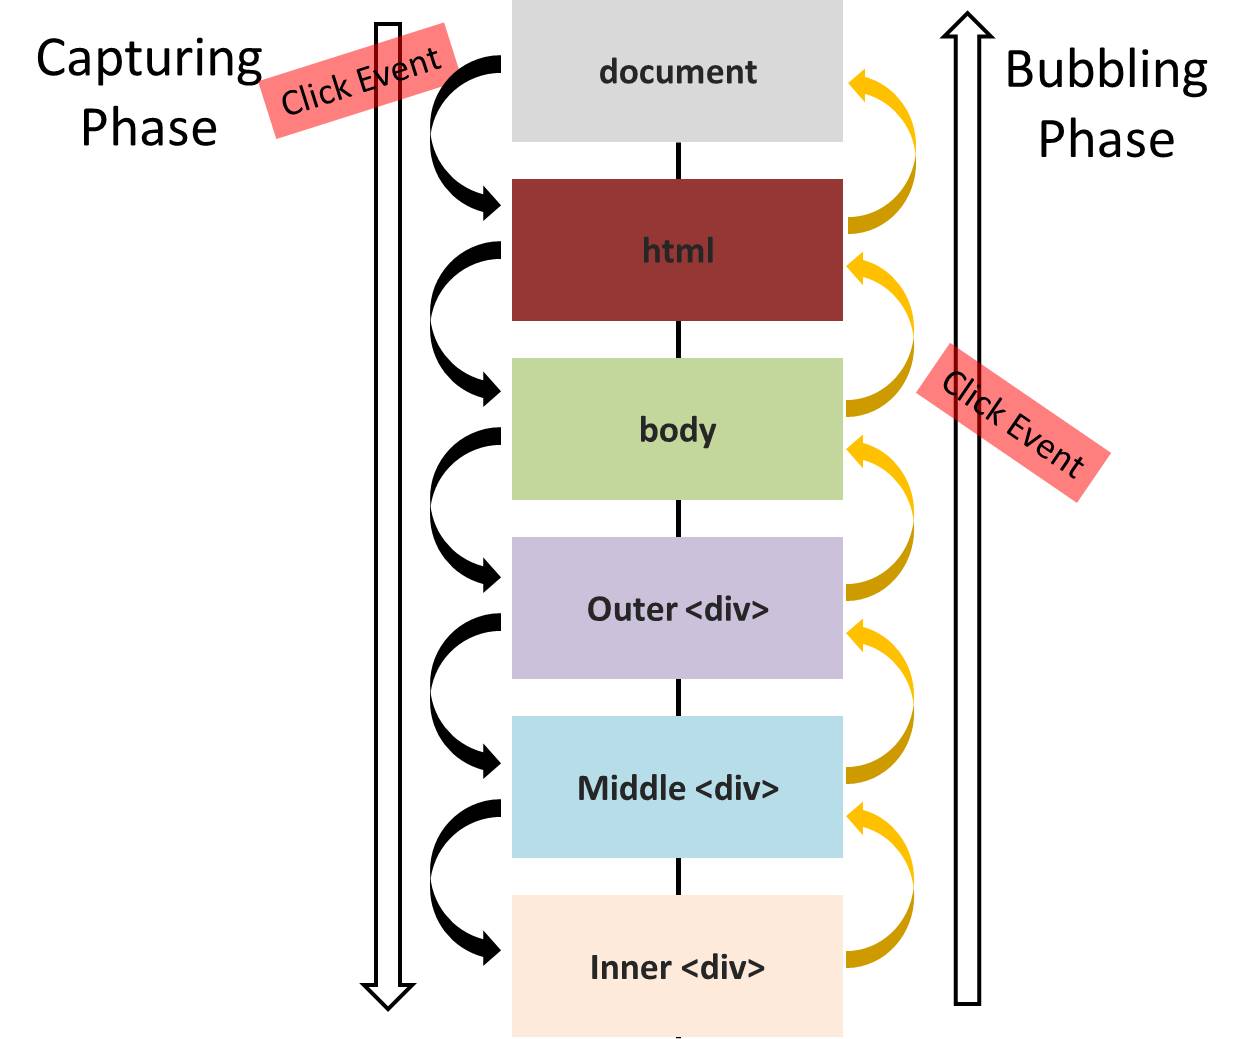 Capturing
Phase
Click Event
document
Bubbling
Phase
html
body
Click Event
Outer <div>
Middle <div>
Inner <div>